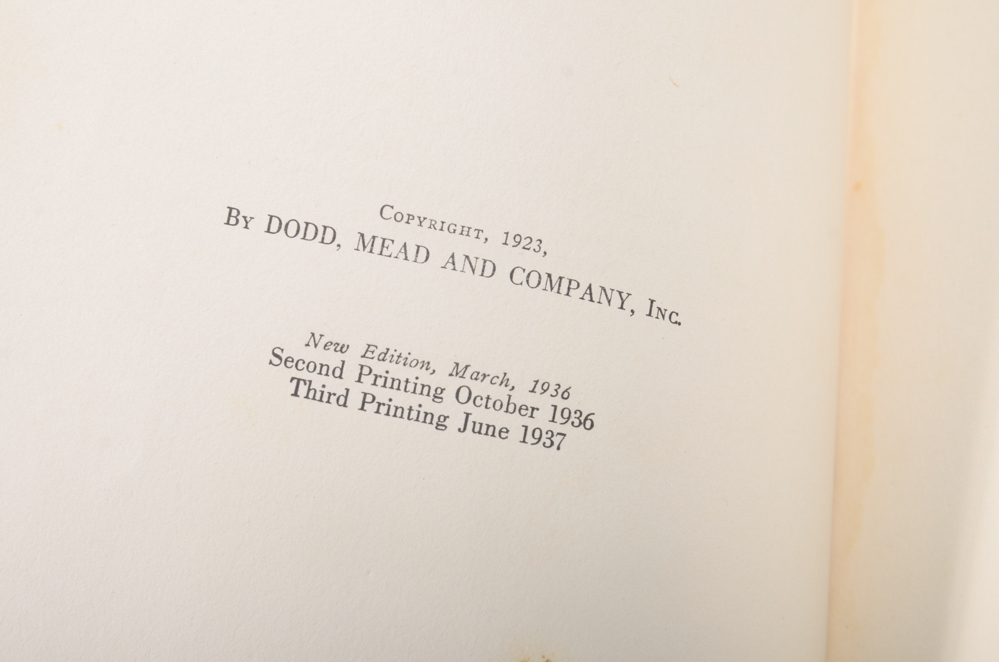 Copyright, 1923,
By DODD, MEAD AND COMPANY, Inc.
New Edition, March, 1936
Second Printing October 1936
Third Printing June 1937